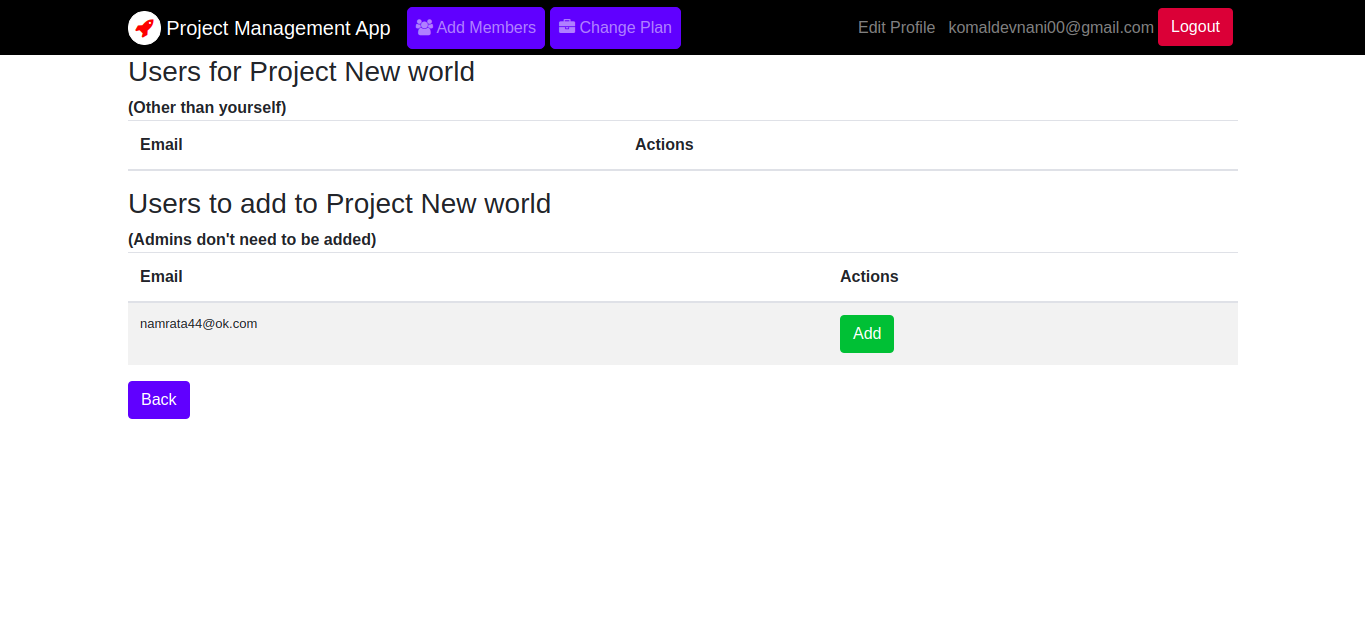 Project Management App Add Members Change Plan Edit Profile komaldevnani00@gmail.com Logout
Users for Project New world
(Other than yourself)
Email Actions
Users to add to Project New world
(Admins don't need to be added)
Email Actions
namrata44@ok.com Add
Back